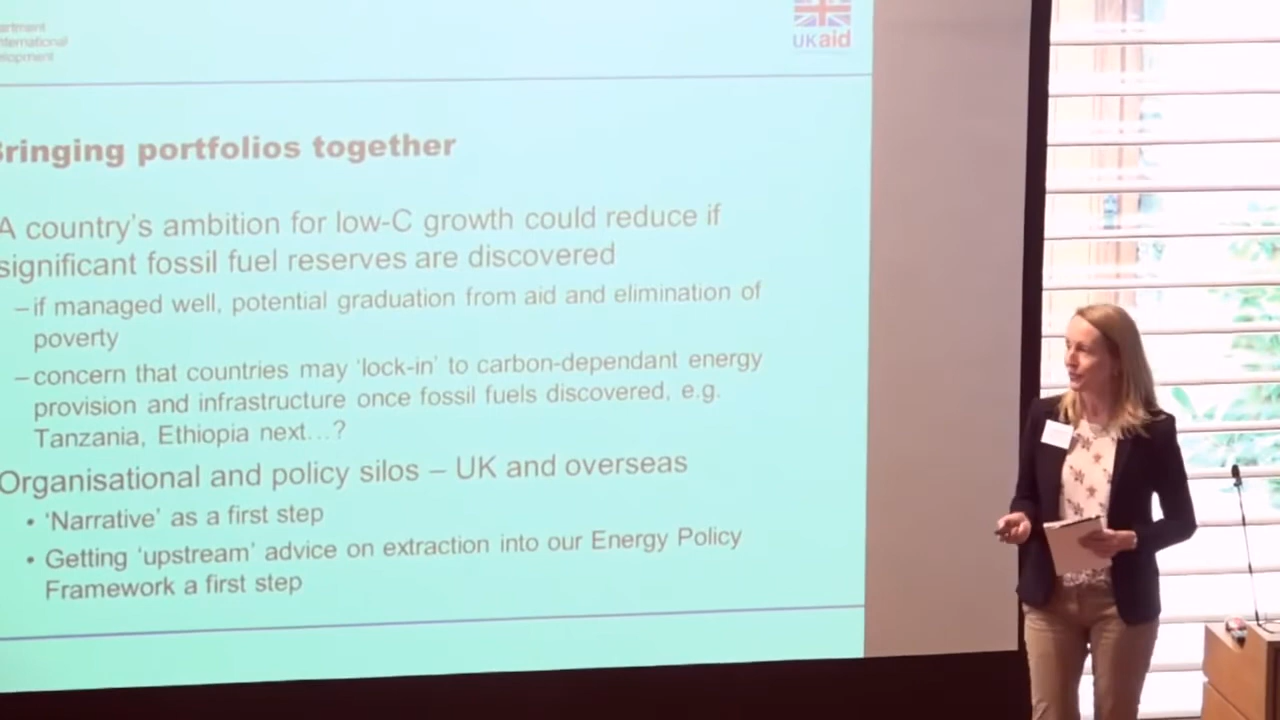 UKaid
portfolios together
A country's ambition for low-C growth could reduce if
significant fossil fuel reserves are discovered
– if managed well, potential graduation from aid and elimination of
poverty
– concern that countries may 'lock-in' to carbon-dependant energy
provision and infrastructure once fossil fuels discovered, e.g.
Tanzania, Ethiopia next…?
Organisational and policy silos – UK and overseas
• 'Narrative' as a first step
• Getting 'upstream' advice on extraction into our Energy Policy
Framework a first step